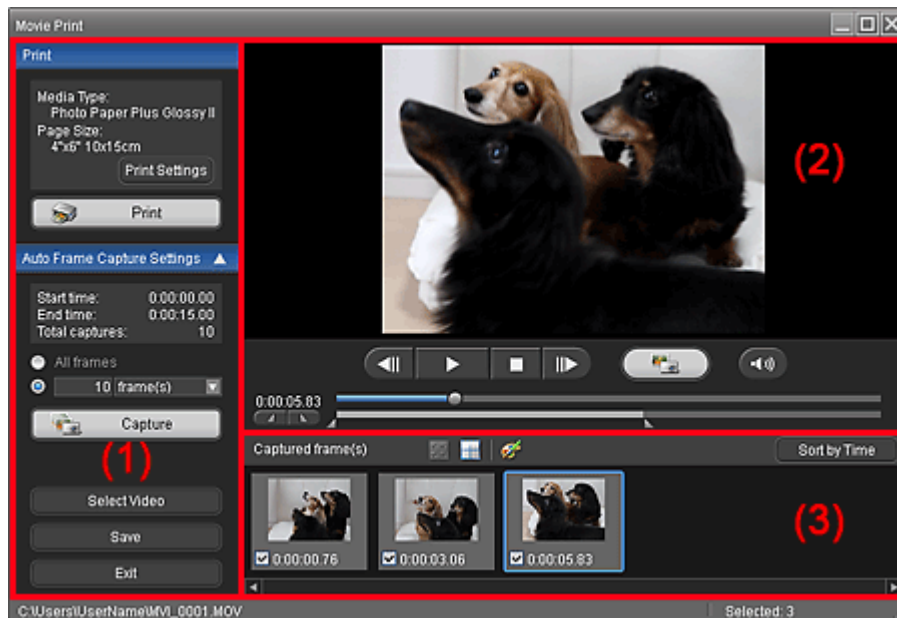 Movie Print
Print
Media Type:
Photo Paper Plus Glossy II
Page Size:
4"x6" 10x15cm
Print Settings
Print
Auto Frame Capture Settings
Start time: 0:00:00.00
End time: 0:00:15.00
Total captures: 10
All frames
10 frame(s)
Capture
(1)
Select Video
Save
Exit
(2)
0:00:05.83
Captured frame(s)
Sort by Time
0:00:00.76
0:00:03.06
0:00:05.83
(3)
C:\Users\UserName\MVI_0001.MOV
Selected: 3